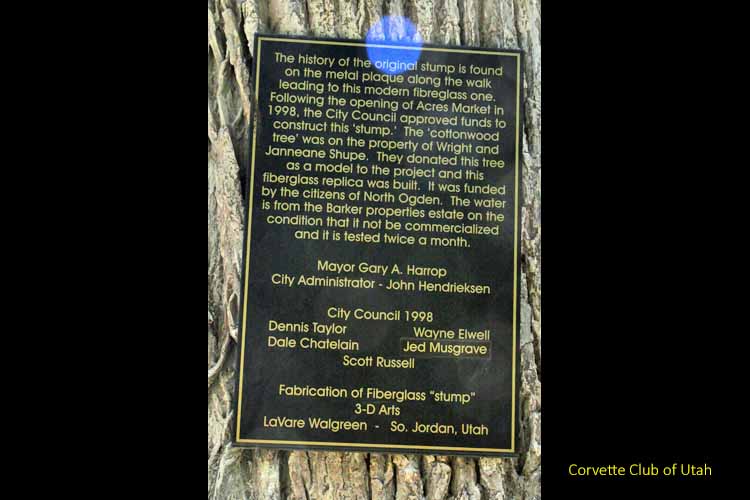 The history of the original stump is found
on the metal plaque along the walk
leading to this modern fibreglass one.
Following the opening of Acres Market in
1998, the City Council approved funds to
construct this 'stump.' The 'cottonwood
tree' was on the property of Wright and
Janneane Shupe. They donated this tree
as a model to the project and this
fiberglass replica was built. It was funded
by the citizens of North Ogden. The water
is from the Barker properties estate on the
condition that it not be commercialized
and it is tested twice a month.
Mayor Gary A. Harrop
City Administrator - John Hendrieksen
City Council 1998
Dennis Taylor Wayne Elwell
Dale Chatelain Jed Musgrave
Scott Russell
Fabrication of Fiberglass "stump"
3-D Arts
LaVare Walgreen - So. Jordan, Utah
Corvette Club of Utah